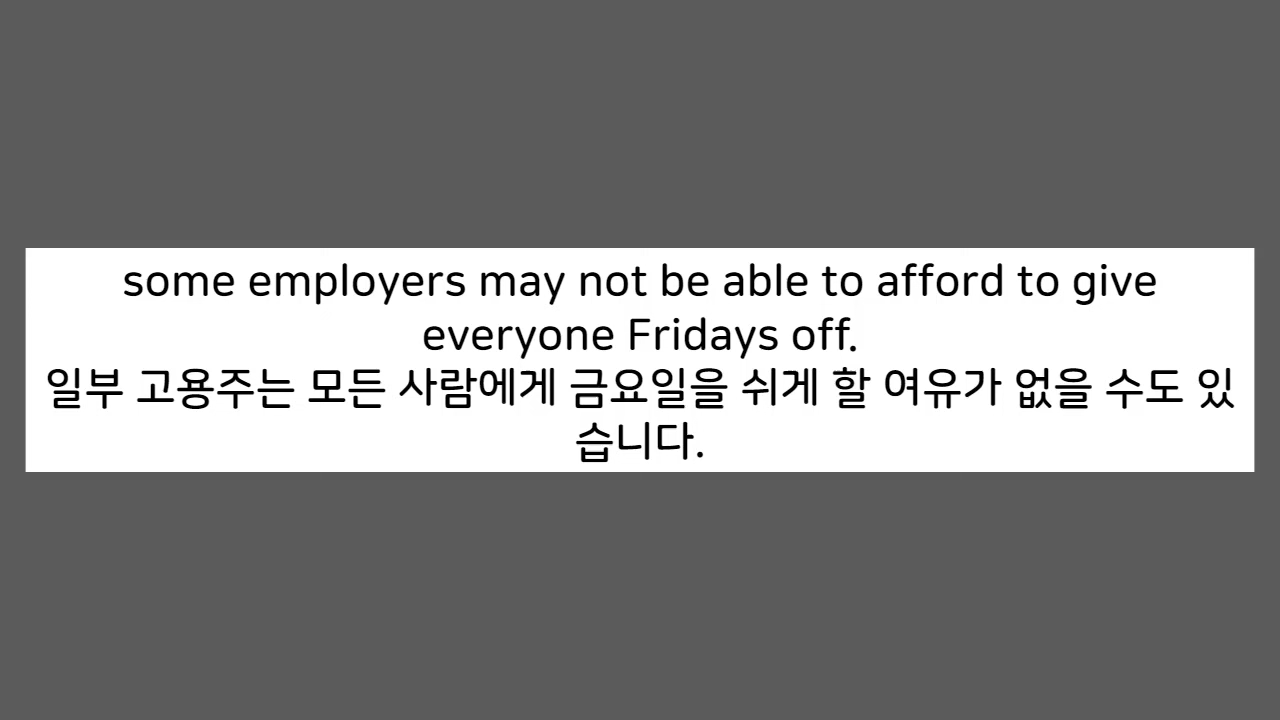 some employers may not be able to afford to give
everyone Fridays off.
일부 고용주는 모든 사람에게 금요일을 쉬게 할 여유가 없을 수도 있
습니다.